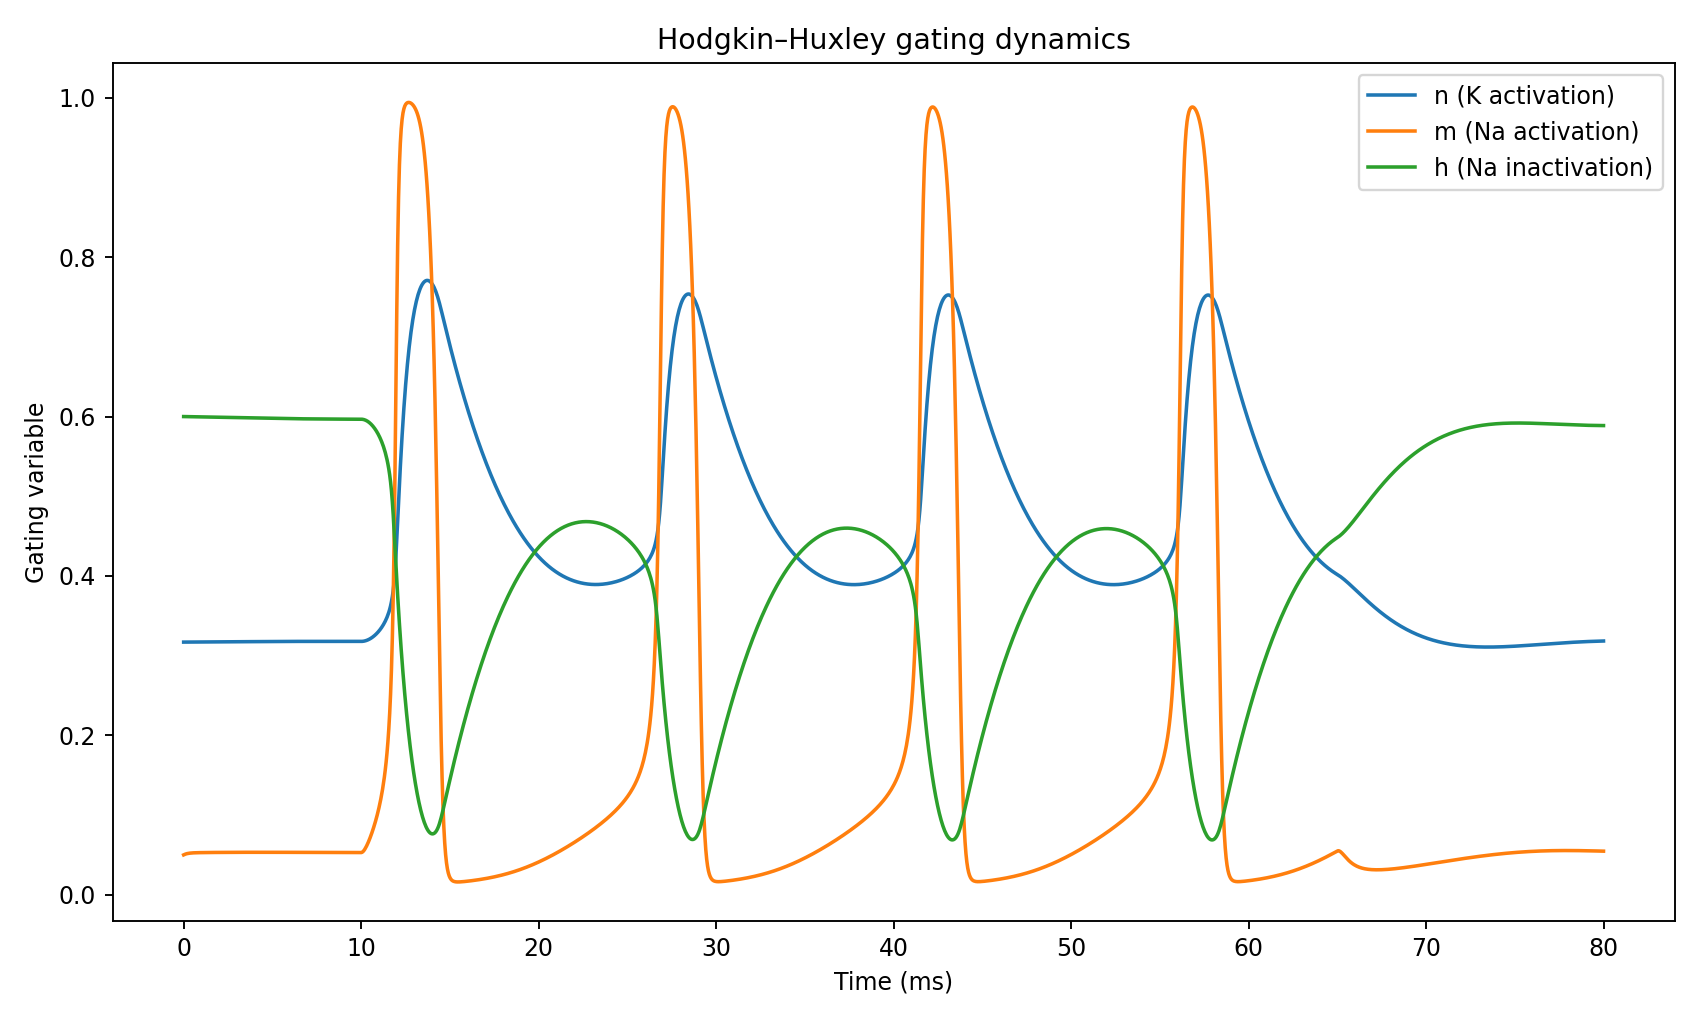 Hodgkin–Huxley gating dynamics
n (K activation)
m (Na activation)
h (Na inactivation)
Gating variable
1.0
0.8
0.6
0.4
0.2
0.0
0 10 20 30 40 50 60 70 80
Time (ms)